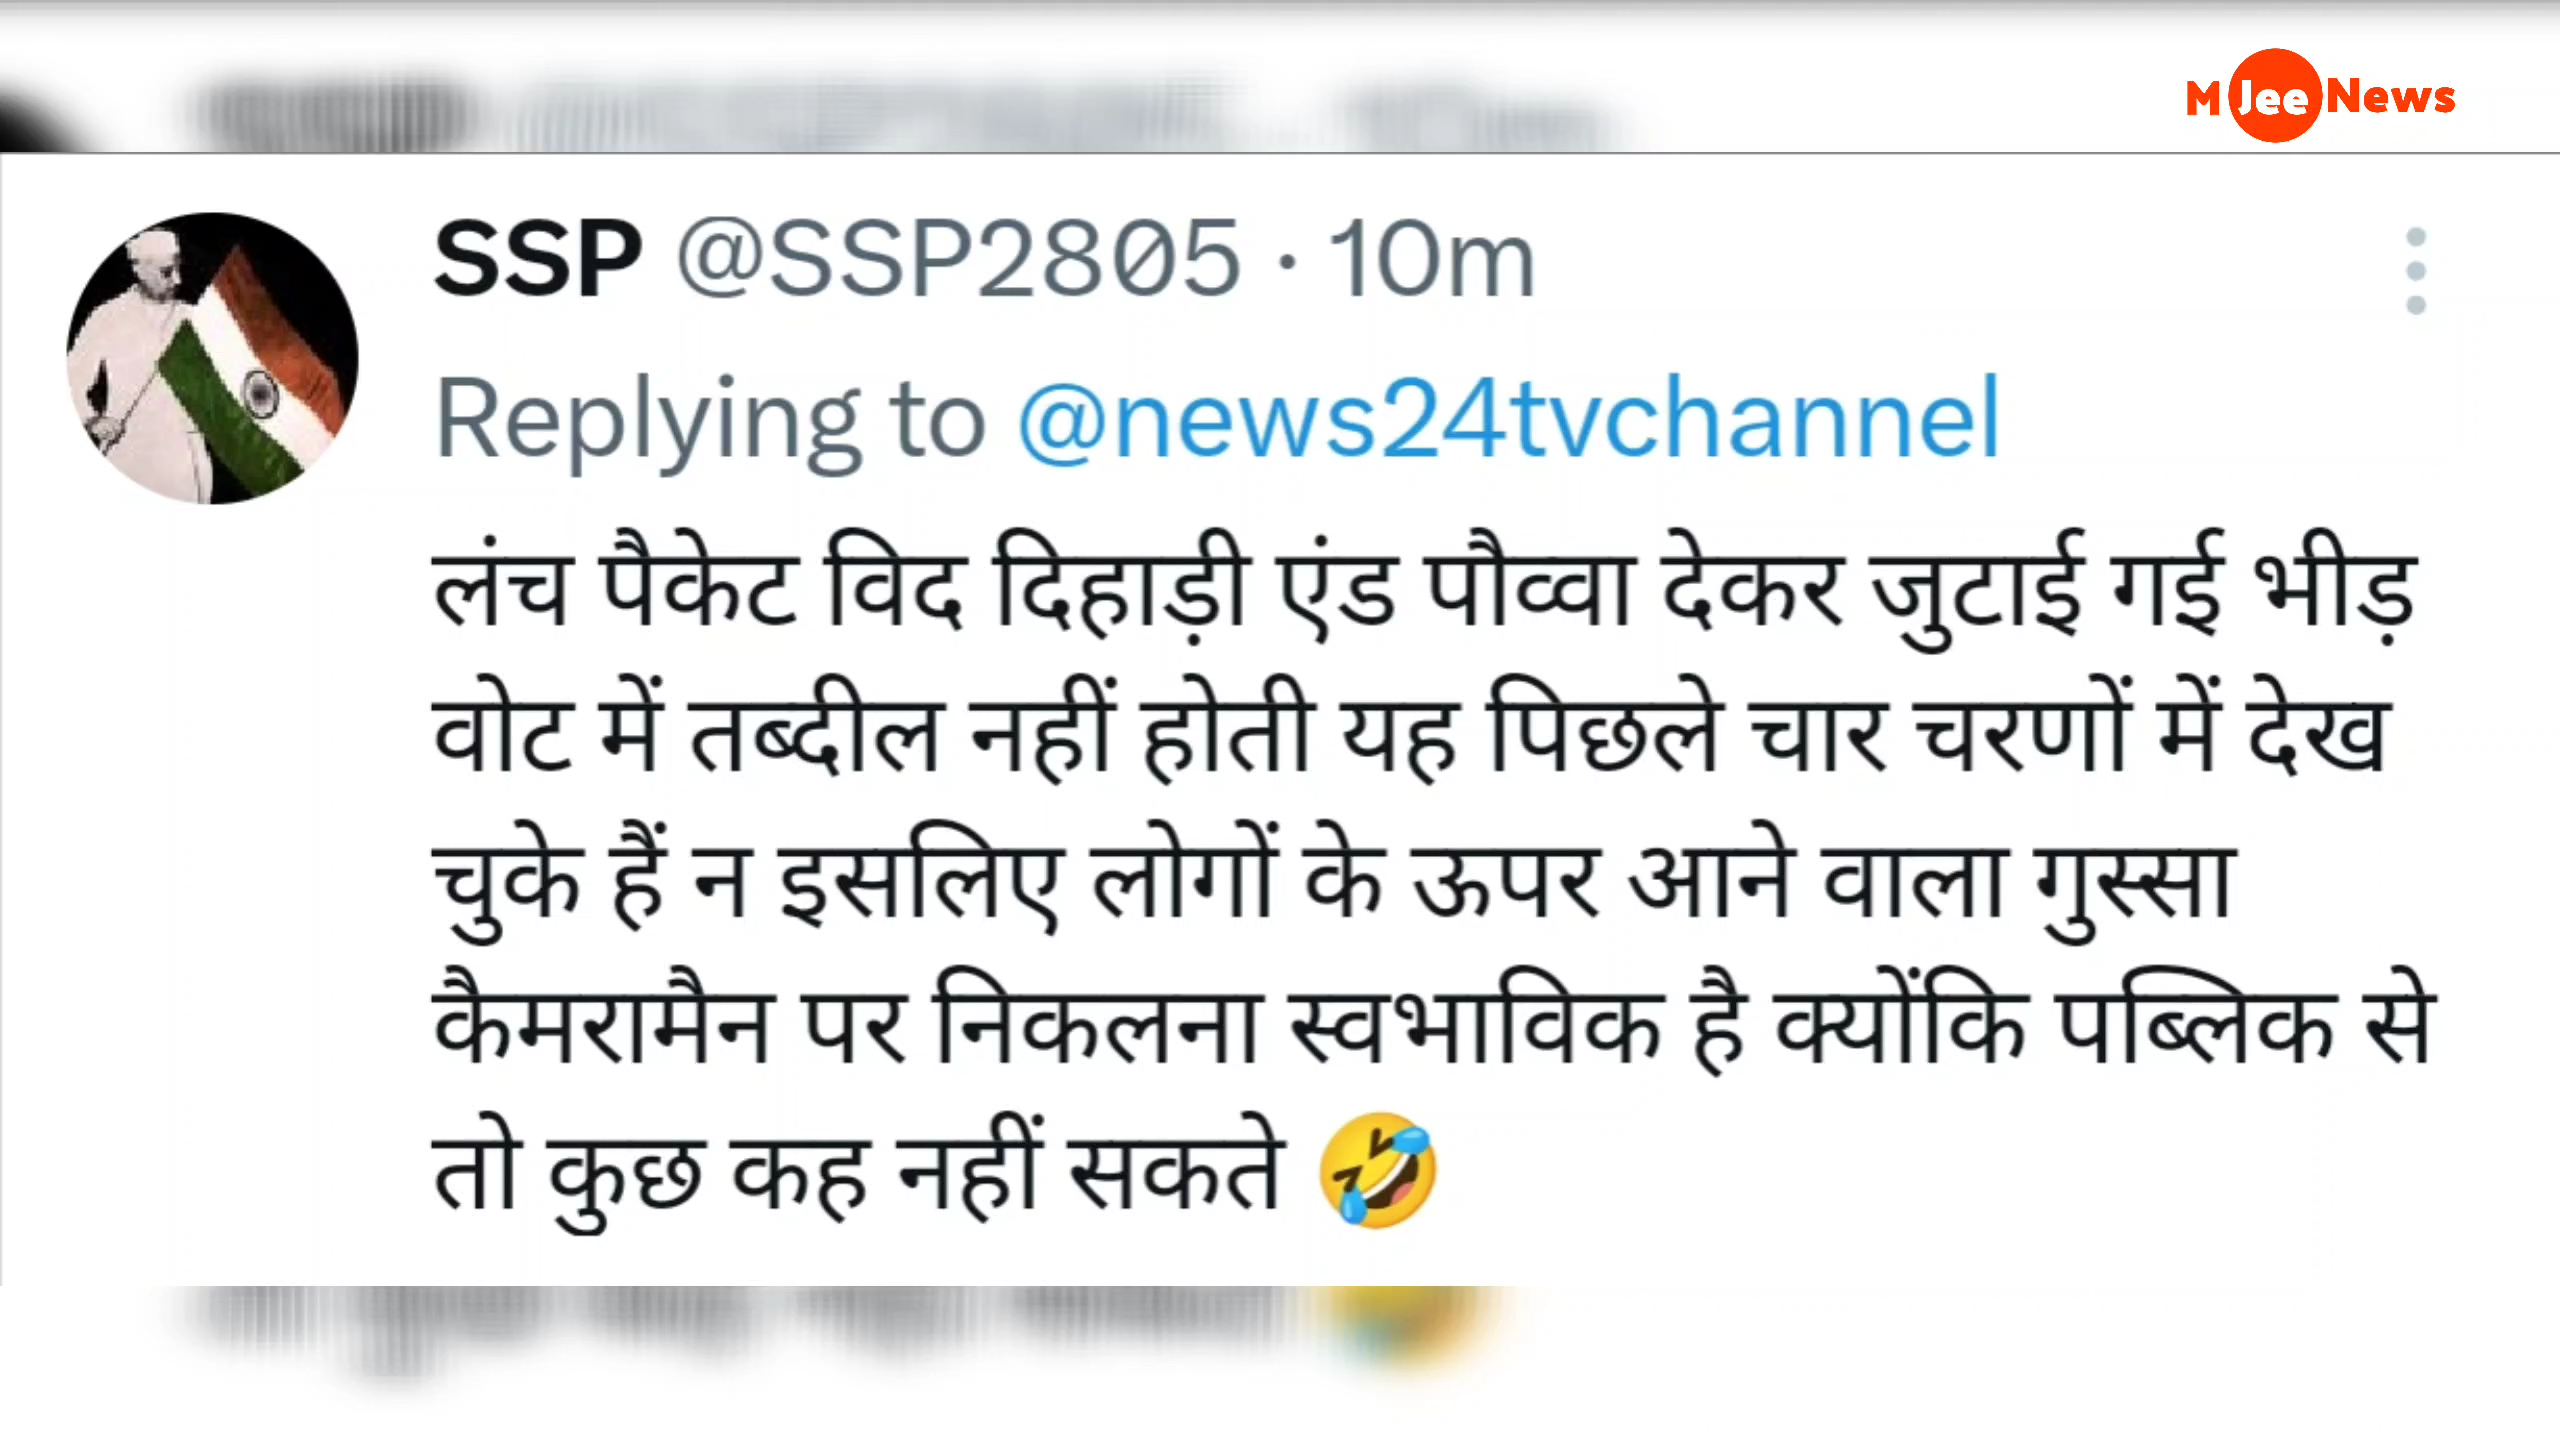 M Jee News
SSP @SSP2805 · 10m
Replying to @news24tvchannel
लंच पैकेट विद दिहाड़ी एंड पौव्वा देकर जुटाई गई भीड़
वोट में तब्दील नहीं होती यह पिछले चार चरणों में देख
चुके हैं न इसलिए लोगों के ऊपर आने वाला गुस्सा
कैमरामैन पर निकलना स्वभाविक है क्योंकि पब्लिक से
तो कुछ कह नहीं सकते 🤣